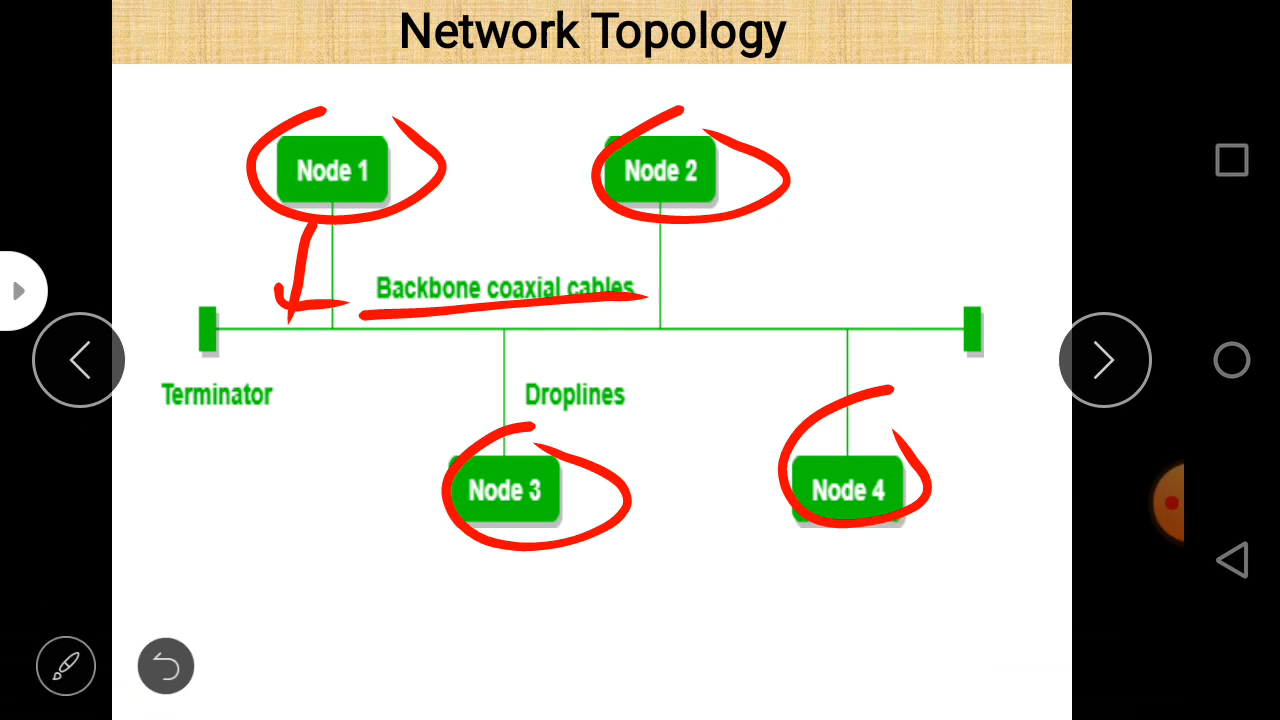 Network Topology
Node 1
Node 2
Backbone coaxial cables
Terminator
Droplines
Node 3
Node 4